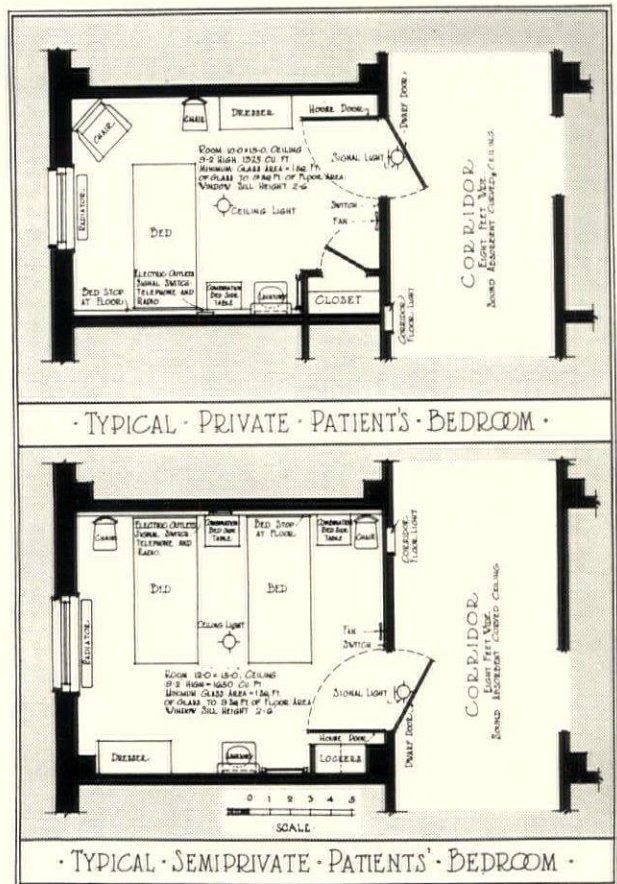 CHAIR
CHAIR
DRESSER
HOUSE DOOR
DWARF DOOR
ROOM 10-0 × 15-0, CEILING
9-2 HIGH, 1325 CU. FT.
MINIMUM GLASS AREA = 1 SQ. FT.
OF GLASS TO 9 SQ. FT. OF FLOOR AREA
WINDOW SILL HEIGHT 2-6
SIGNAL LIGHT
SWITCH
FAN
CEILING LIGHT
RADIATOR
BED
BED STOP
AT FLOOR
ELECTRIC OUTLETS
SIGNAL SWITCH
TELEPHONE AND
RADIO
COMBINATION
BED SIDE
TABLE
LAVATORY
CLOSET
CORRIDOR
FLOOR LIGHT
CORRIDOR
EIGHT FEET WIDE
SOUND ABSORBENT CURVED CEILING
· TYPICAL · PRIVATE · PATIENT'S · BEDROOM ·
CHAIR
ELECTRIC OUTLETS
SIGNAL SWITCH
TELEPHONE AND
RADIO
COMBINATION
BED SIDE
TABLE
BED STOP
AT FLOOR
COMBINATION
BED SIDE
TABLE
CHAIR
CORRIDOR
FLOOR LIGHT
BED
BED
CEILING LIGHT
FAN
SWITCH
RADIATOR
ROOM 12-0 × 15-0, CEILING
9-2 HIGH = 1650 CU. FT.
MINIMUM GLASS AREA = 1 SQ. FT.
OF GLASS TO 9 SQ. FT. OF FLOOR AREA
WINDOW SILL HEIGHT 2-6
SIGNAL LIGHT
HOUSE DOOR
DWARF DOOR
DRESSER
LAVATORY
LOCKERS
CORRIDOR
EIGHT FEET WIDE
SOUND ABSORBENT CURVED CEILING
0 1 2 3 4 5
SCALE
· TYPICAL · SEMIPRIVATE · PATIENTS' · BEDROOM ·